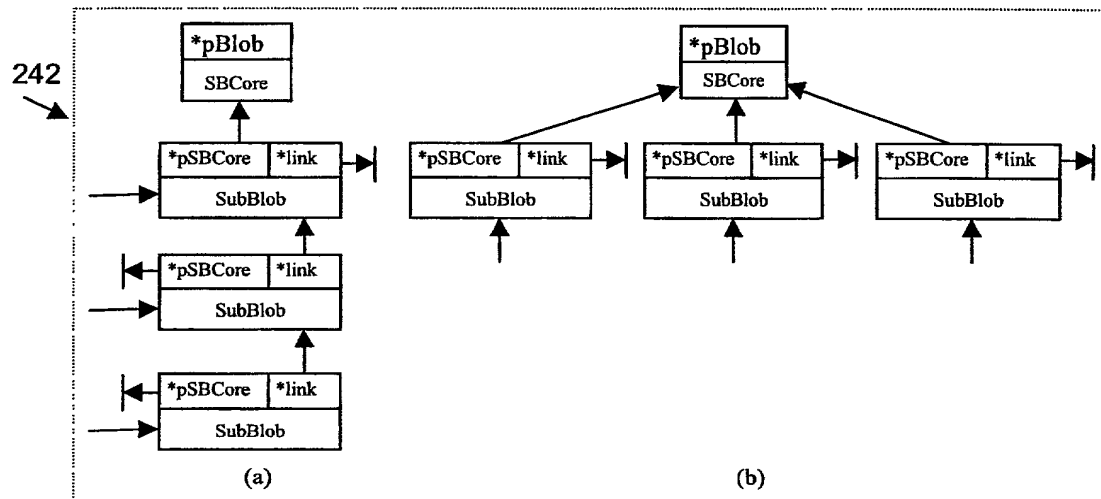 *pBlob
SBCore
242
*pSBCore *link
SubBlob
*pSBCore *link
SubBlob
*pSBCore *link
SubBlob
(a)
*pBlob
SBCore
*pSBCore *link
SubBlob
*pSBCore *link
SubBlob
*pSBCore *link
SubBlob
(b)